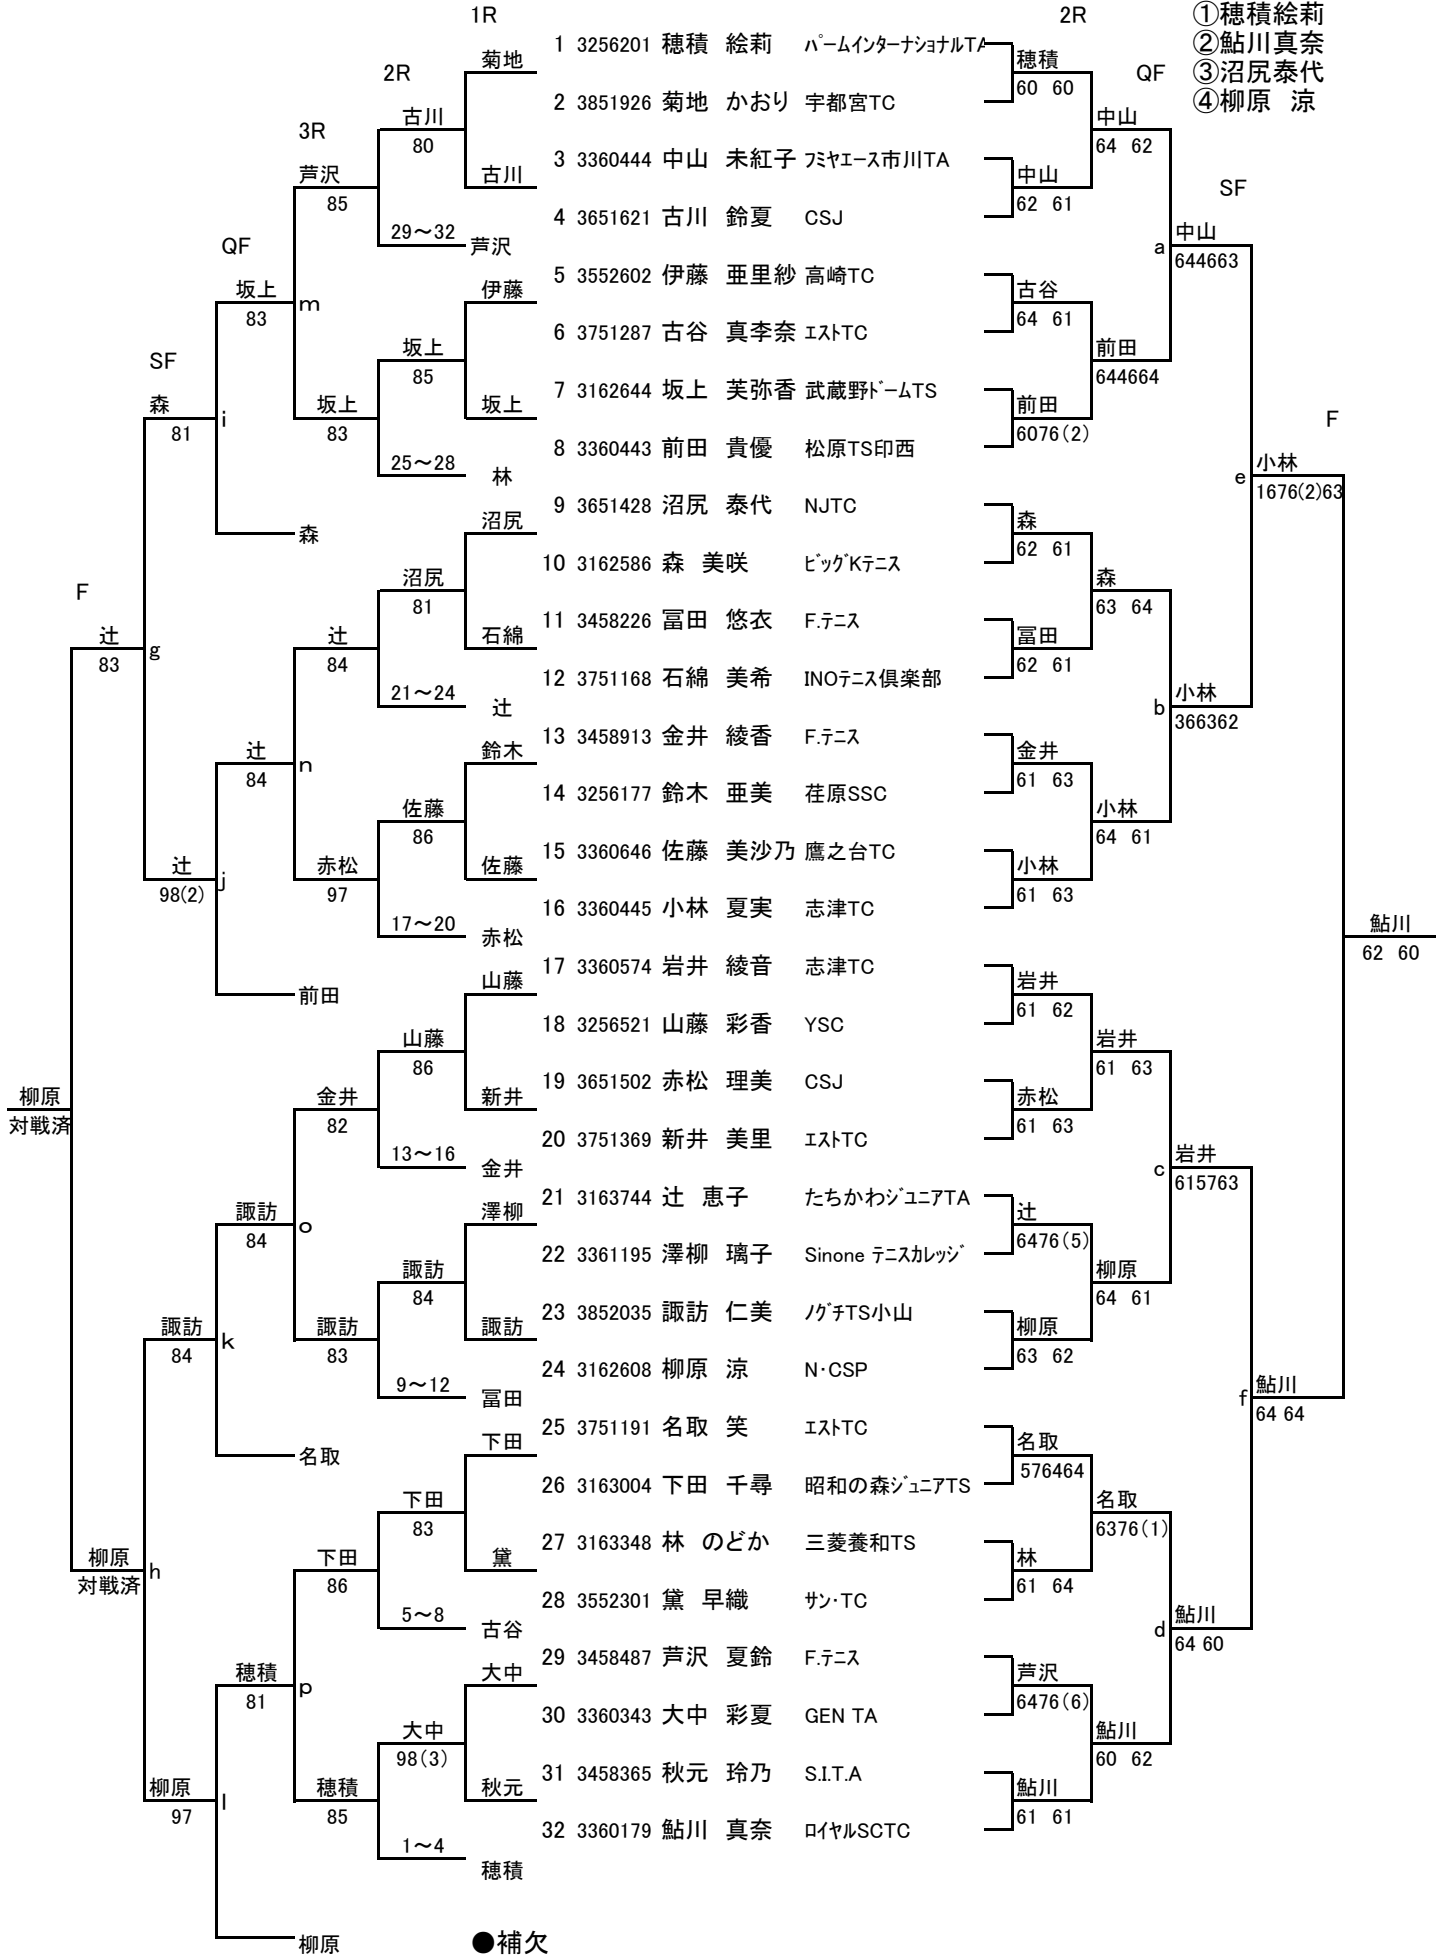 1R
2R
①穂積絵莉
②鮎川真奈
③沼尻泰代
④柳原 涼
2R
3R
QF
SF
F
QF
SF
F
1 3256201 穂積 絵莉 パームインターナショナルTA
2 3851926 菊地 かおり 宇都宮TC
3 3360444 中山 未紅子 フミヤエース市川TA
4 3651621 古川 鈴夏 CSJ
5 3552602 伊藤 亜里紗 高崎TC
6 3751287 古谷 真李奈 エストTC
7 3162644 坂上 芙弥香 武蔵野ドームTS
8 3360443 前田 貴優 松原TS印西
9 3651428 沼尻 泰代 NJTC
10 3162586 森 美咲 ビッグKテニス
11 3458226 冨田 悠衣 F.テニス
12 3751168 石綿 美希 INOテニス倶楽部
13 3458913 金井 綾香 F.テニス
14 3256177 鈴木 亜美 荏原SSC
15 3360646 佐藤 美沙乃 鷹之台TC
16 3360445 小林 夏実 志津TC
17 3360574 岩井 綾音 志津TC
18 3256521 山藤 彩香 YSC
19 3651502 赤松 理美 CSJ
20 3751369 新井 美里 エストTC
21 3163744 辻 恵子 たちかわジュニアTA
22 3361195 澤柳 璃子 Sinone テニスカレッジ
23 3852035 諏訪 仁美 ノグチTS小山
24 3162608 柳原 涼 N・CSP
25 3751191 名取 笑 エストTC
26 3163004 下田 千尋 昭和の森ジュニアTS
27 3163348 林 のどか 三菱養和TS
28 3552301 黛 早織 サン・TC
29 3458487 芦沢 夏鈴 F.テニス
30 3360343 大中 彩夏 GEN TA
31 3458365 秋元 玲乃 S.I.T.A
32 3360179 鮎川 真奈 ロイヤルSCTC
穂積
60 60
中山
62 61
古谷
64 61
前田
6076(2)
森
62 61
冨田
62 61
金井
61 63
小林
61 63
岩井
61 62
赤松
61 63
辻
6476(5)
柳原
63 62
名取
576464
林
61 64
芦沢
6476(6)
鮎川
61 61
中山
64 62
前田
644664
森
63 64
小林
64 61
岩井
61 63
柳原
64 61
名取
6376(1)
鮎川
60 62
a
中山
644663
b
小林
366362
c
岩井
615763
d
鮎川
64 60
e
小林
1676(2)63
f
鮎川
64 64
鮎川
62 60
菊地
古川
伊藤
坂上
沼尻
石綿
鈴木
佐藤
山藤
新井
澤柳
諏訪
下田
黛
大中
秋元
古川
80
29～32
芦沢
坂上
85
25～28
林
沼尻
81
21～24
辻
佐藤
86
17～20
赤松
山藤
86
13～16
金井
諏訪
84
9～12
冨田
下田
83
5～8
古谷
大中
98(3)
1～4
穂積
芦沢
85
坂上
83
辻
84
赤松
97
金井
82
諏訪
83
下田
86
穂積
85
坂上
83
m
森
辻
84
n
前田
諏訪
84
o
名取
穂積
81
p
柳原
森
81
i
辻
98(2)
j
諏訪
84
k
柳原
97
l
辻
83
g
柳原
対戦済
h
柳原
対戦済
●補欠